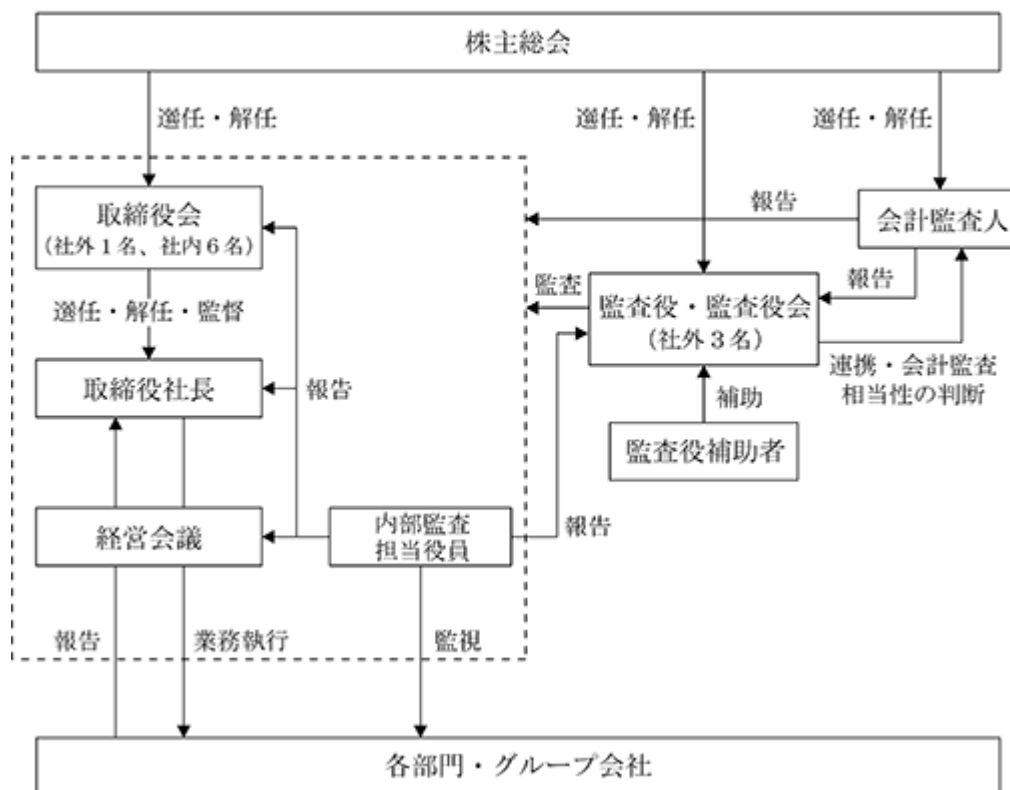 株主総会
選任・解任
選任・解任
選任・解任
取締役会
（社外1名、社内6名）
報告
会計監査人
監査
監査役・監査役会
（社外3名）
報告
選任・解任・監督
連携・会計監査
相当性の判断
取締役社長
報告
補助
監査役補助者
経営会議
内部監査
担当役員
報告
報告
業務執行
監視
各部門・グループ会社